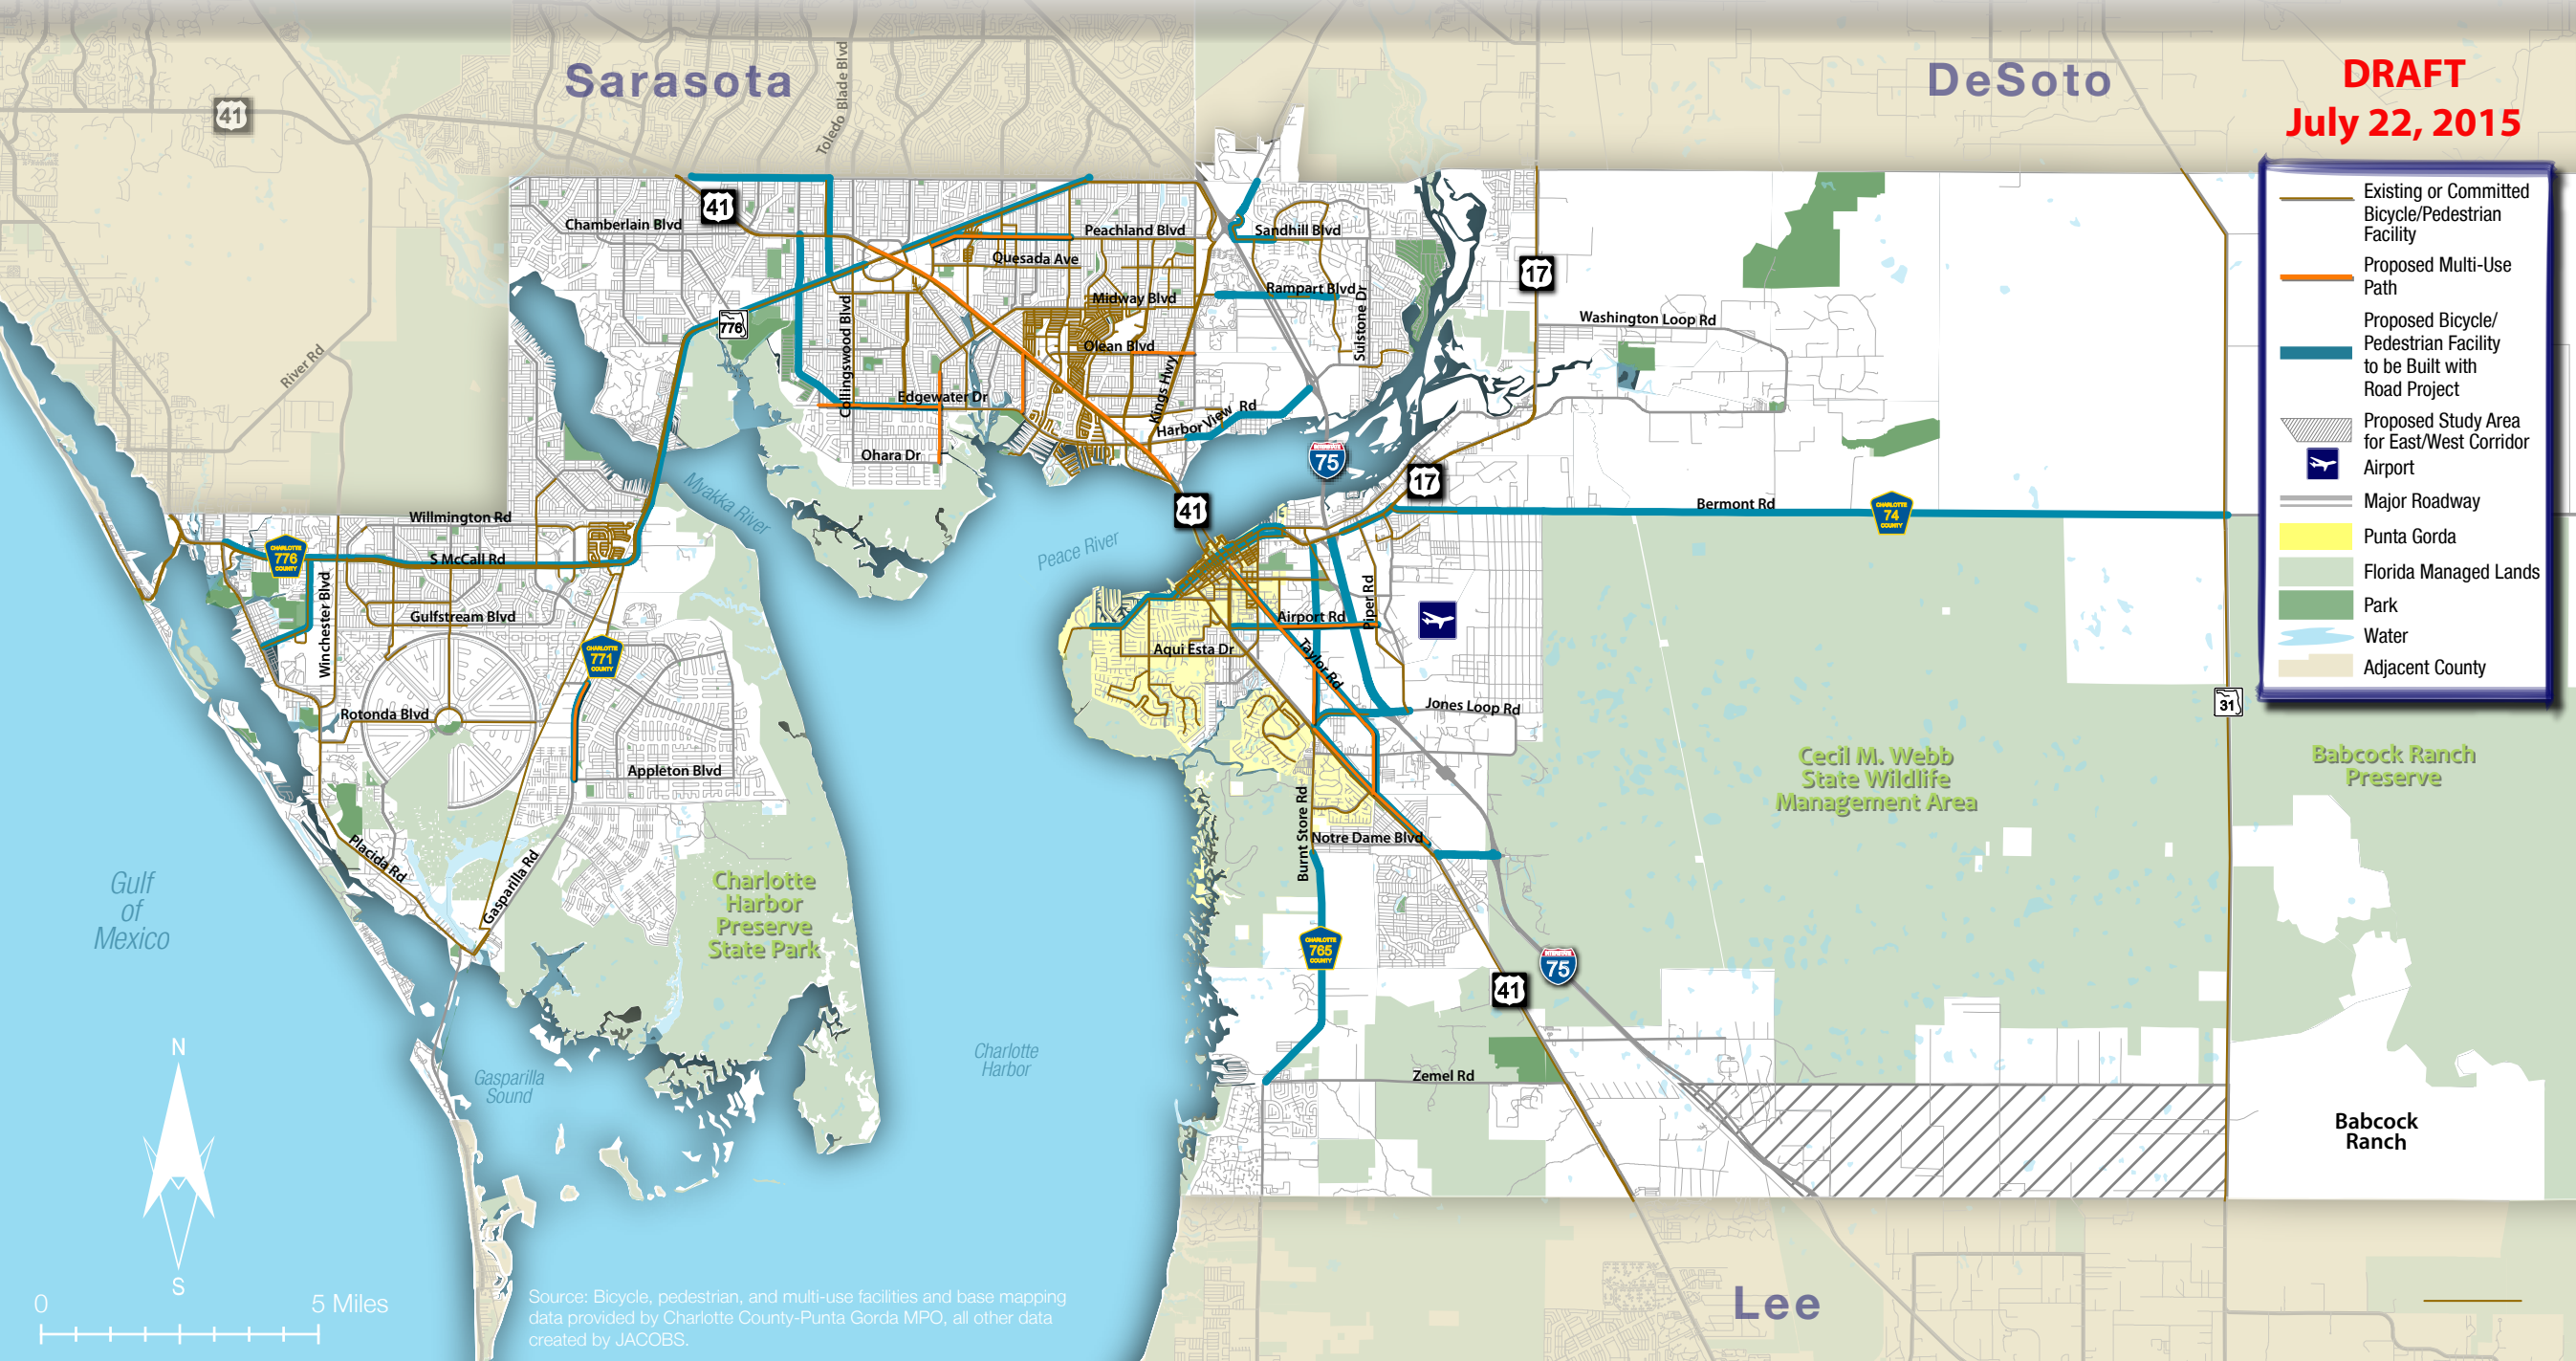 Sarasota
DeSoto
DRAFT
July 22, 2015
41
Toledo Blade Blvd
River Rd
Existing or Committed
Bicycle/Pedestrian
Facility
Proposed Multi-Use
Path
Proposed Bicycle/
Pedestrian Facility
to be Built with
Road Project
Proposed Study Area
for East/West Corridor
Airport
Major Roadway
Punta Gorda
Florida Managed Lands
Park
Water
Adjacent County
41
Chamberlain Blvd
Peachland Blvd
Sandhill Blvd
Quesada Ave
17
Rampart Blvd
Midway Blvd
Collingswood Blvd
776
Sulstone Dr
Washington Loop Rd
Olean Blvd
Kings Hwy
Edgewater Dr
Harbor View Rd
Ohara Dr
75
17
Myakka River
41
Bermont Rd
CHARLOTTE
74
COUNTY
Willmington Rd
Peace River
CHARLOTTE
776
COUNTY
S McCall Rd
Winchester Blvd
Gulfstream Blvd
Piper Rd
Airport Rd
CHARLOTTE
771
COUNTY
Aqui Esta Dr
Taylor Rd
Jones Loop Rd
31
Rotonda Blvd
Appleton Blvd
Cecil M. Webb
State Wildlife
Management Area
Babcock Ranch
Preserve
Burnt Store Rd
Notre Dame Blvd
Placida Rd
Gasparilla Rd
Gulf
of
Mexico
Charlotte
Harbor
Preserve
State Park
CHARLOTTE
765
COUNTY
75
41
Charlotte
Harbor
Gasparilla
Sound
Zemel Rd
Babcock
Ranch
N
S
0
5 Miles
Source: Bicycle, pedestrian, and multi-use facilities and base mapping
data provided by Charlotte County-Punta Gorda MPO, all other data
created by JACOBS.
Lee